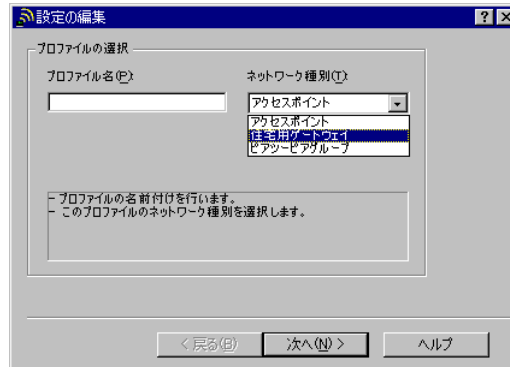 設定の編集
プロファイルの選択
プロファイル名(P):
ネットワーク種別(T):
アクセスポイント
アクセスポイント
住宅用ゲートウェイ
ピアツーピアグループ
- プロファイルの名前付けを行います。
- このプロファイルのネットワーク種別を選択します。
< 戻る(B)
次へ(N) >
ヘルプ